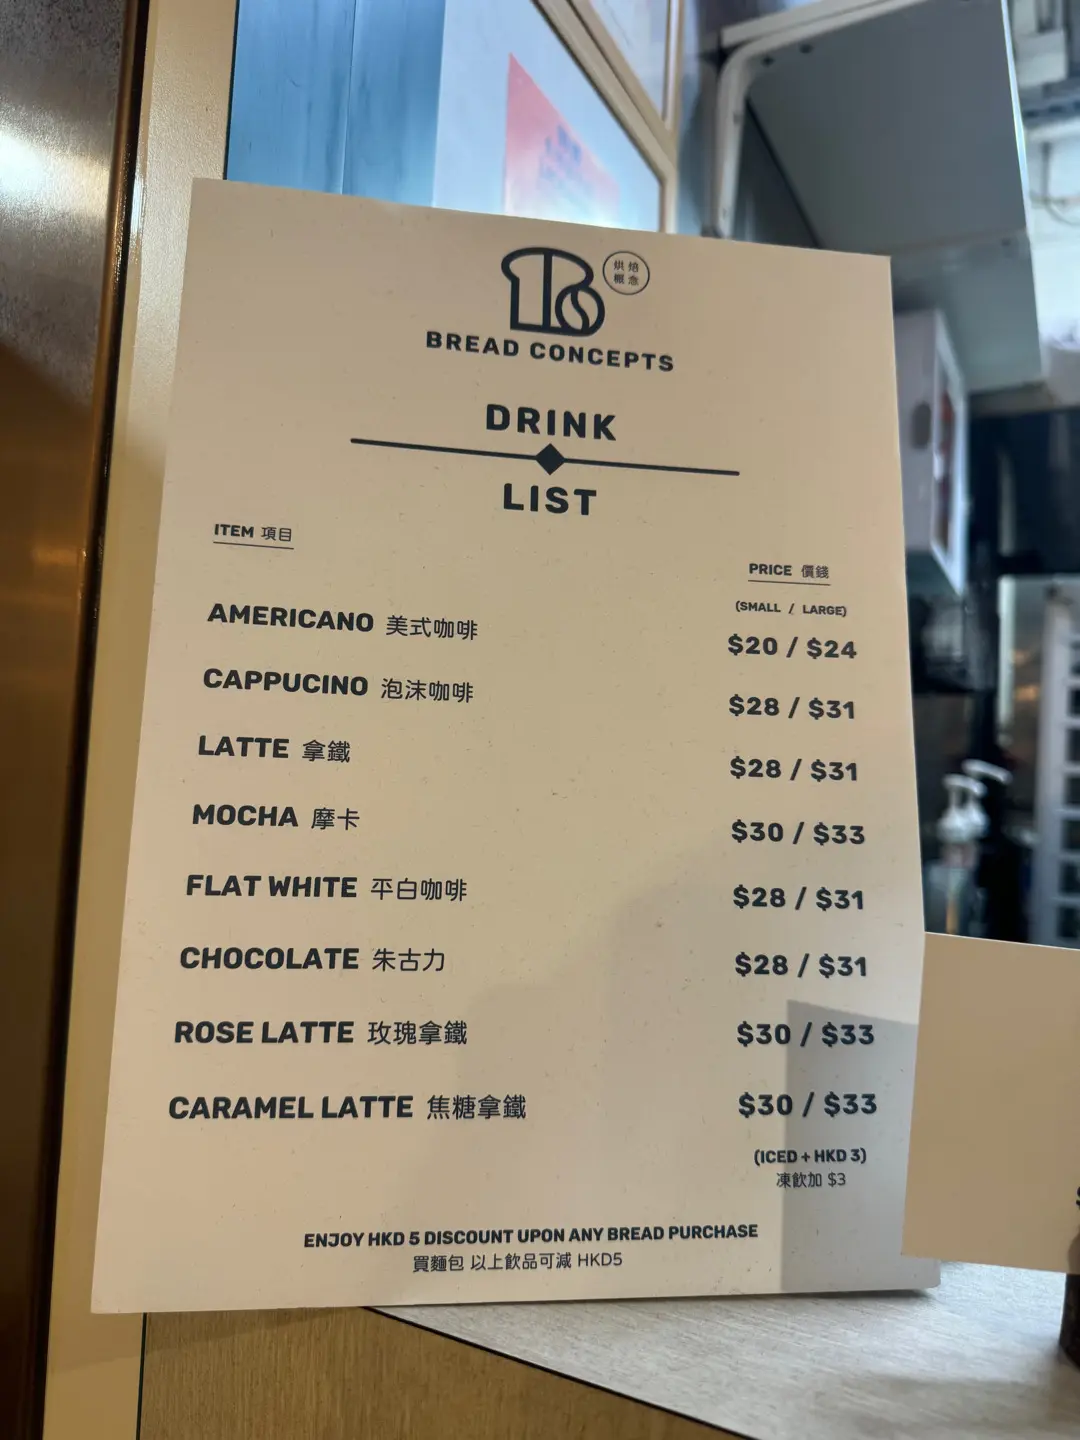 烘焙
概念
BREAD CONCEPTS
DRINK
LIST
ITEM 項目
PRICE 價錢
(SMALL / LARGE)
AMERICANO 美式咖啡 $20 / $24
CAPPUCINO 泡沫咖啡 $28 / $31
LATTE 拿鐵 $28 / $31
MOCHA 摩卡 $30 / $33
FLAT WHITE 平白咖啡 $28 / $31
CHOCOLATE 朱古力 $28 / $31
ROSE LATTE 玫瑰拿鐵 $30 / $33
CARAMEL LATTE 焦糖拿鐵 $30 / $33
(ICED + HKD 3)
凍飲加 $3
ENJOY HKD 5 DISCOUNT UPON ANY BREAD PURCHASE
買麵包 以上飲品可減 HKD5